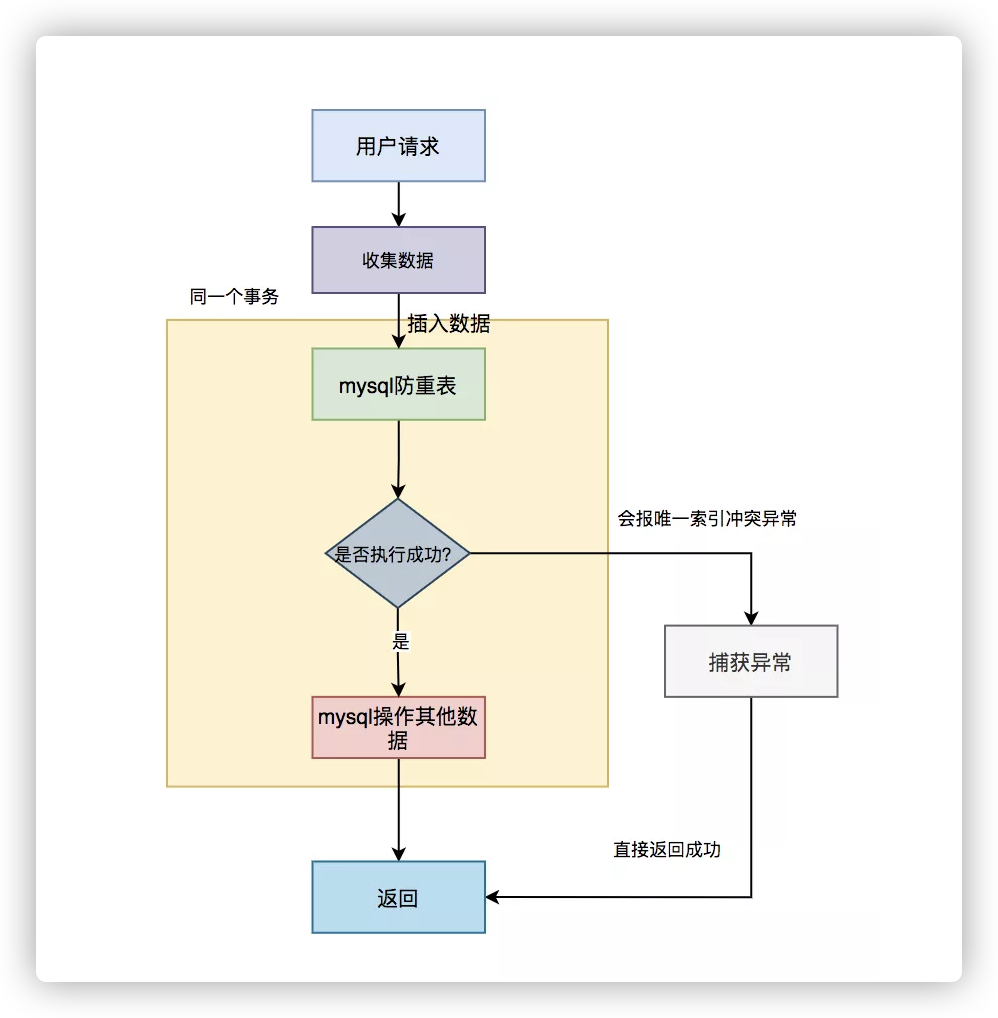 用户请求
收集数据
同一个事务
插入数据
mysql防重表
会报唯一索引冲突异常
是否执行成功?
是
捕获异常
mysql操作其他数
据
直接返回成功
返回